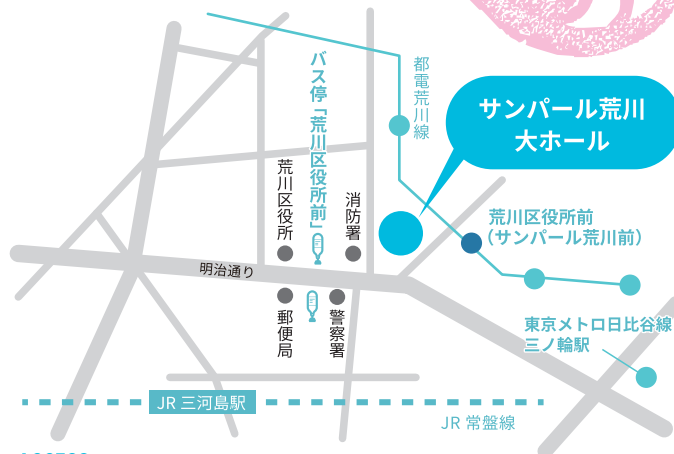 バス停「荒川区役所前」
都電荒川線
サンパール荒川
大ホール
荒川区役所
消防署
荒川区役所前
（サンパール荒川前）
明治通り
郵便局
警察署
東京メトロ日比谷線
三ノ輪駅
JR 三河島駅
JR 常盤線